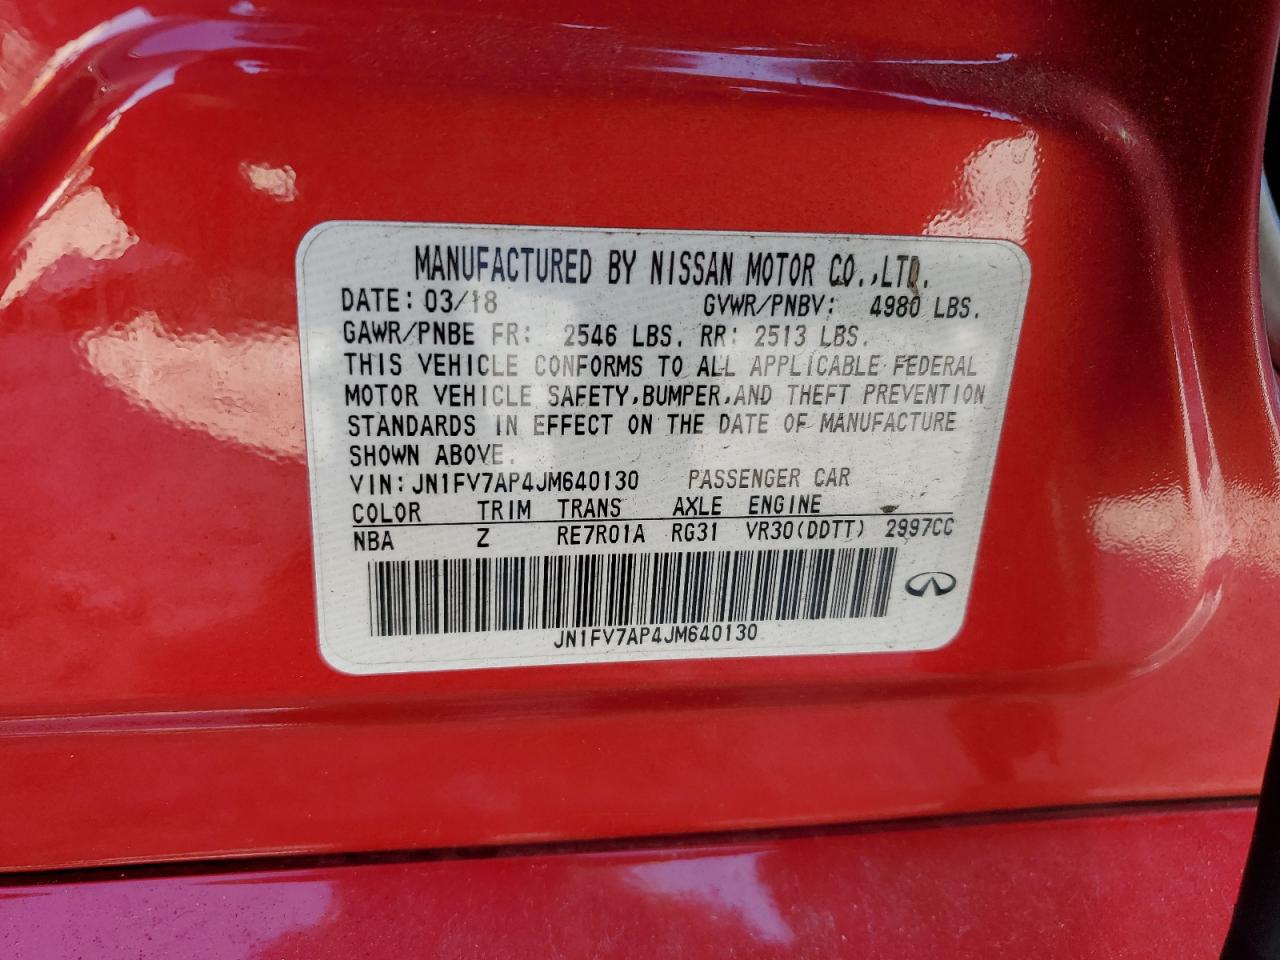 MANUFACTURED BY NISSAN MOTOR CO.,LTD.
DATE: 03/18 GVWR/PNBV: 4980 LBS.
GAWR/PNBE FR: 2546 LBS. RR: 2513 LBS.
THIS VEHICLE CONFORMS TO ALL APPLICABLE FEDERAL
MOTOR VEHICLE SAFETY,BUMPER,AND THEFT PREVENTION
STANDARDS IN EFFECT ON THE DATE OF MANUFACTURE
SHOWN ABOVE.
VIN: JN1FV7AP4JM640130 PASSENGER CAR
COLOR TRIM TRANS AXLE ENGINE
NBA Z RE7R01A RG31 VR30(DDTT) 2997CC
JN1FV7AP4JM640130